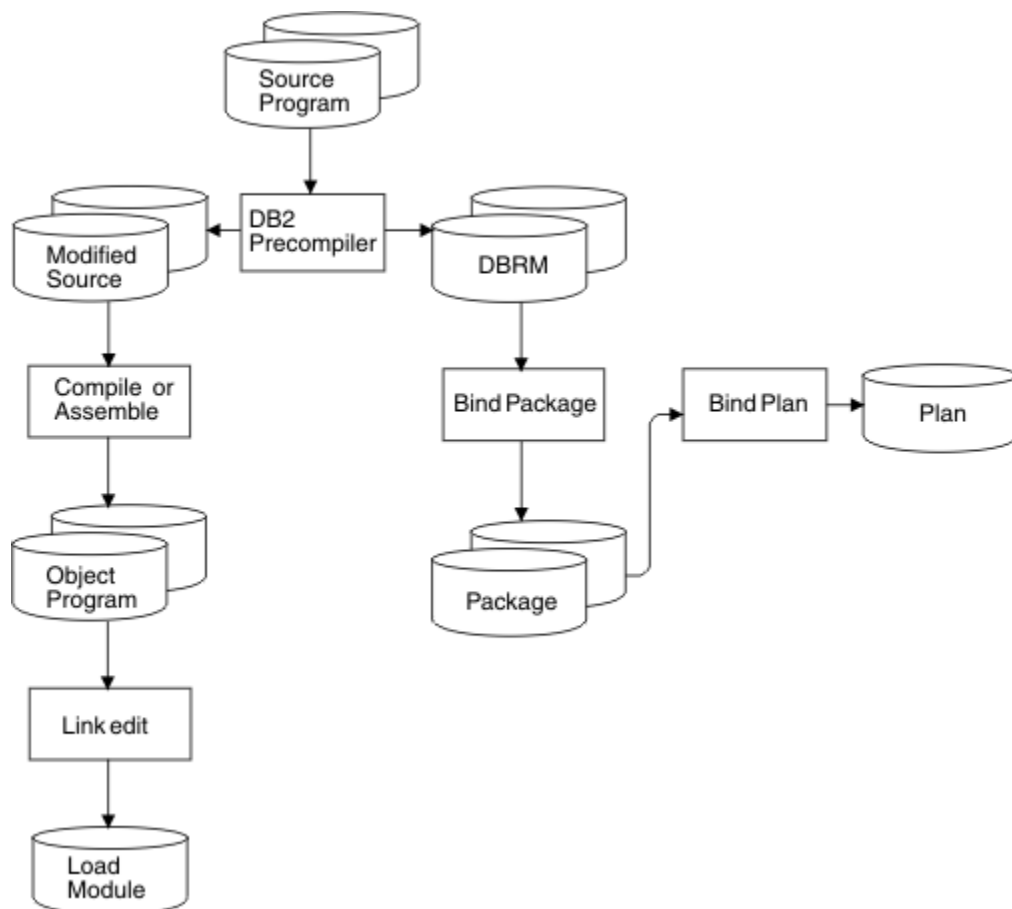 Source
Program
DB2
Precompiler
Modified
Source
DBRM
Compile or
Assemble
Bind Package
Bind Plan
Plan
Object
Program
Package
Link edit
Load
Module